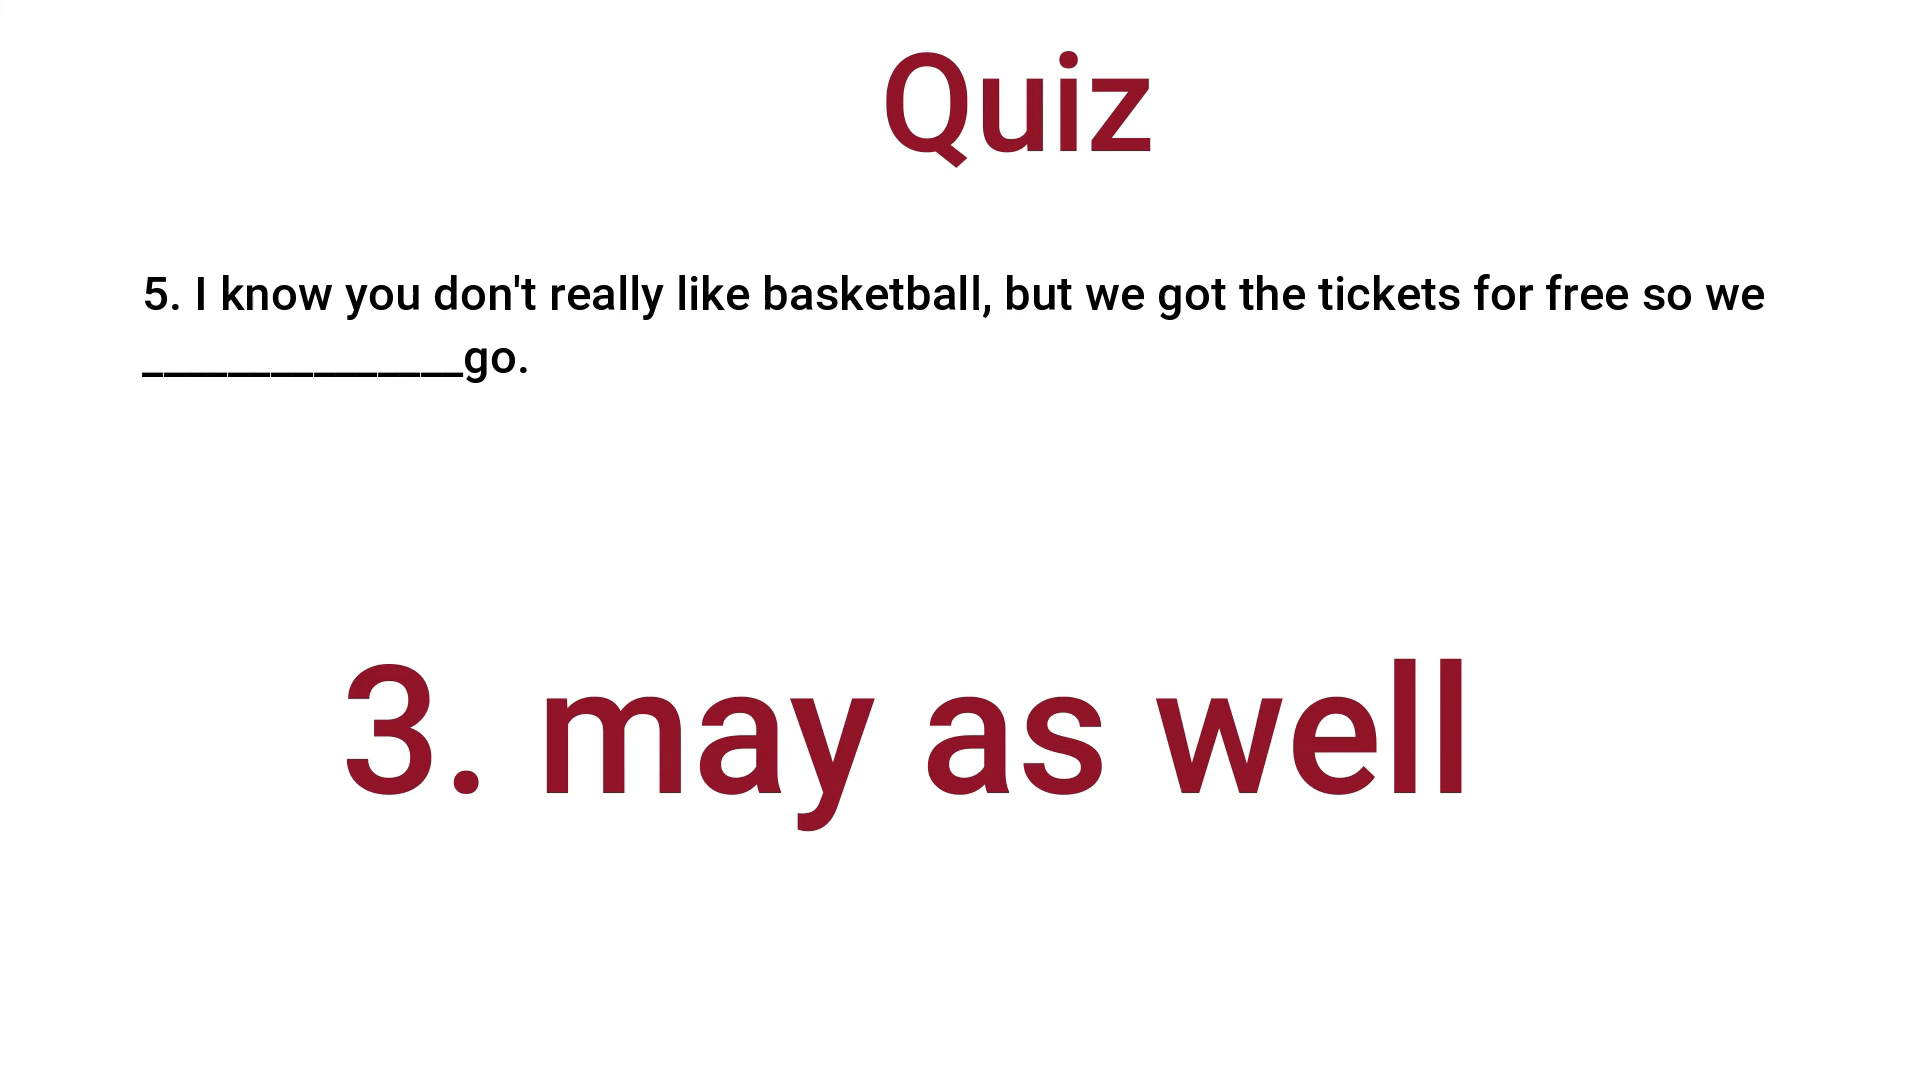 Quiz
5. I know you don't really like basketball, but we got the tickets for free so we
_______________go.
3. may as well